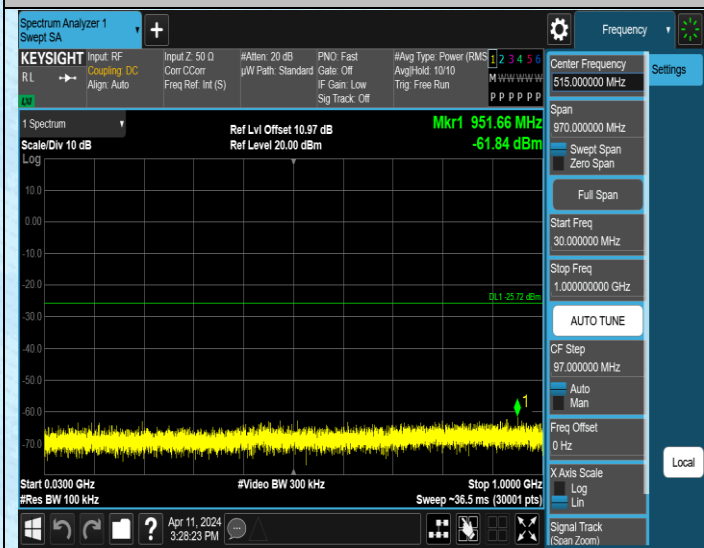 Spectrum Analyzer 1
Swept SA
+
Frequency
KEYSIGHT
RL
LXI
Input: RF
Coupling: DC
Align: Auto
Input Z: 50 Ω
Corr CCorr
Freq Ref: Int (S)
#Atten: 20 dB
µW Path: Standard
PNO: Fast
Gate: Off
IF Gain: Low
Sig Track: Off
#Avg Type: Power (RMS
Avg|Hold: 10/10
Trig: Free Run
1 2 3 4 5 6
M W W W W W
P P P P P P
1 Spectrum
Scale/Div 10 dB
Log
Ref Lvl Offset 10.97 dB
Ref Level 20.00 dBm
Mkr1 951.66 MHz
-61.84 dBm
10.0
0.00
-10.0
-20.0
DL1 -25.72 dBm
-30.0
-40.0
-50.0
-60.0
1
-70.0
Start 0.0300 GHz
#Res BW 100 kHz
#Video BW 300 kHz
Stop 1.0000 GHz
Sweep ~36.5 ms (30001 pts)
Center Frequency
515.000000 MHz
Span
970.000000 MHz
Swept Span
Zero Span
Full Span
Start Freq
30.000000 MHz
Stop Freq
1.000000000 GHz
AUTO TUNE
CF Step
97.000000 MHz
Auto
Man
Freq Offset
0 Hz
X Axis Scale
Log
Lin
Signal Track
(Span Zoom)
Settings
Local
?
Apr 11, 2024
3:28:23 PM